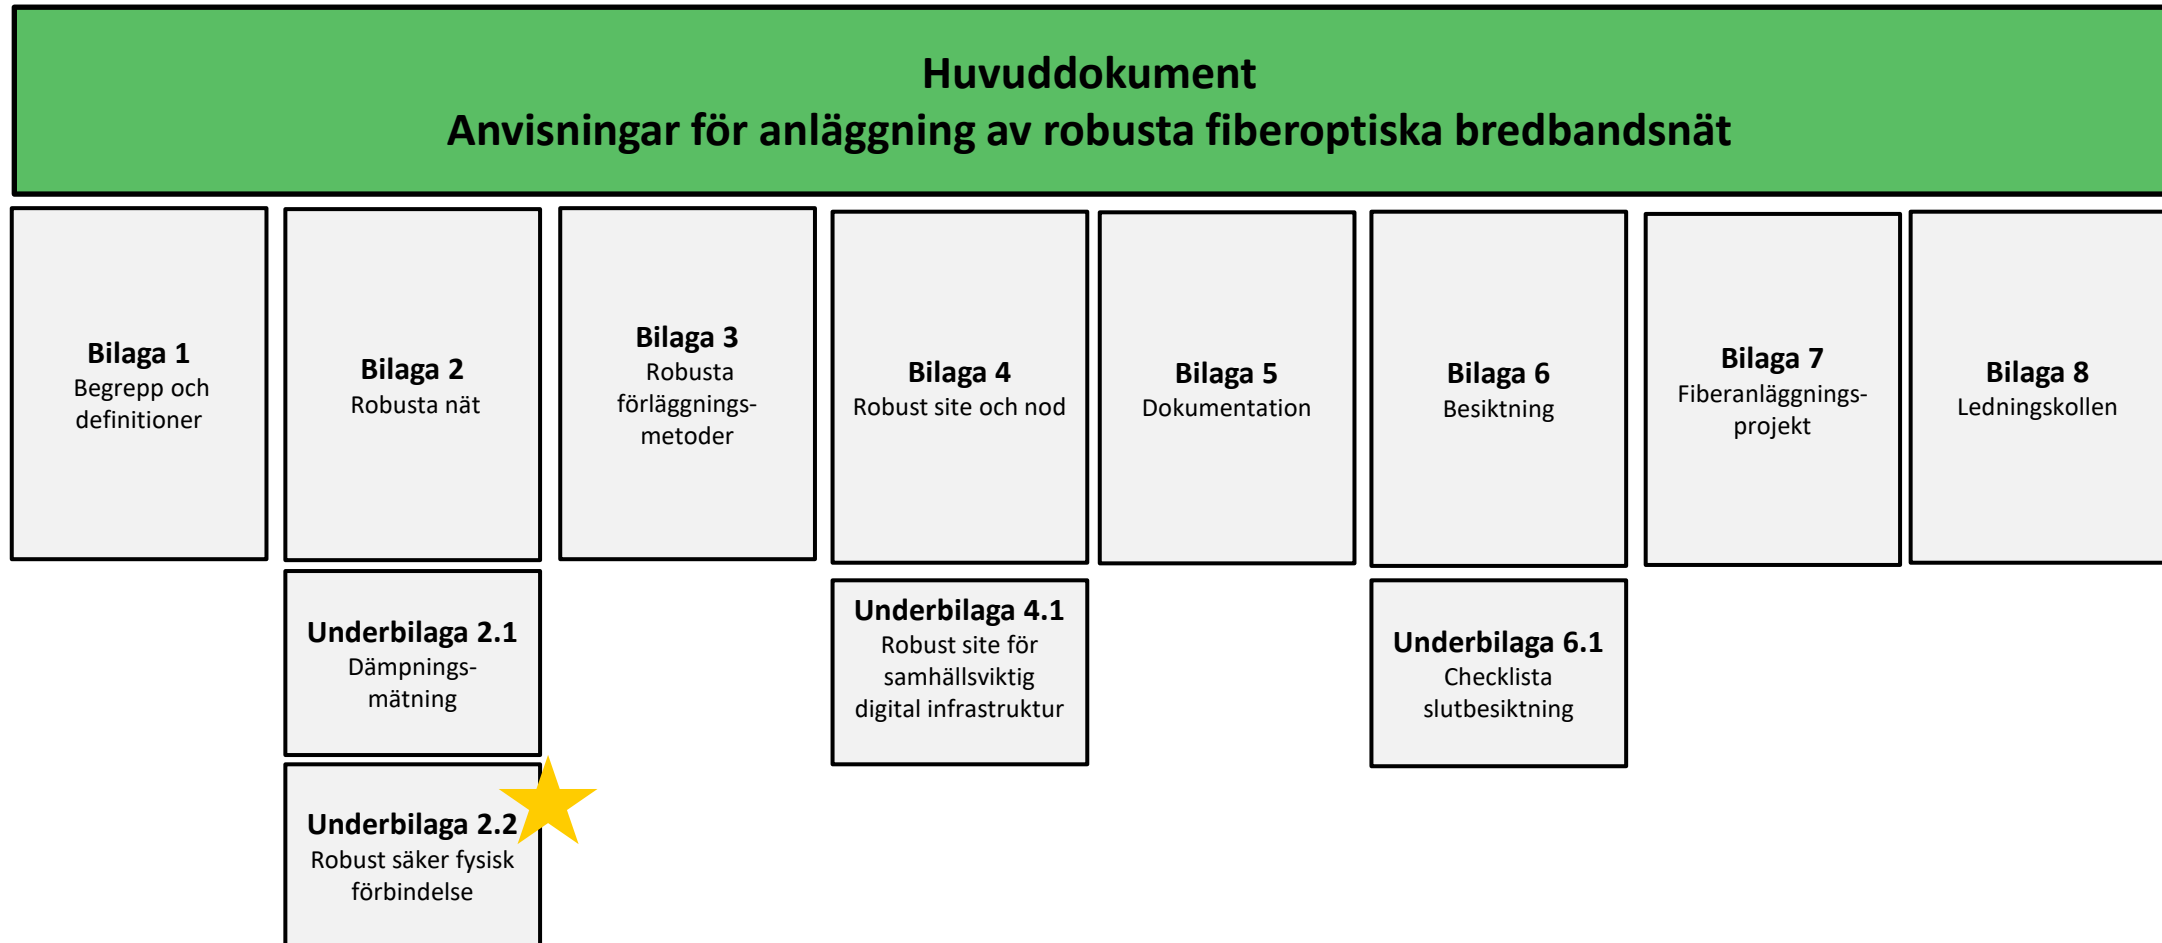 Huvuddokument
Anvisningar för anläggning av robusta fiberoptiska bredbandsnät
Bilaga 1
Begrepp och
definitioner
Bilaga 2
Robusta nät
Bilaga 3
Robusta
förläggnings-
metoder
Bilaga 4
Robust site och nod
Bilaga 5
Dokumentation
Bilaga 6
Besiktning
Bilaga 7
Fiberanläggnings-
projekt
Bilaga 8
Ledningskollen
Underbilaga 2.1
Dämpnings-
mätning
Underbilaga 4.1
Robust site för
samhällsviktig
digital infrastruktur
Underbilaga 6.1
Checklista
slutbesiktning
Underbilaga 2.2
Robust säker fysisk
förbindelse